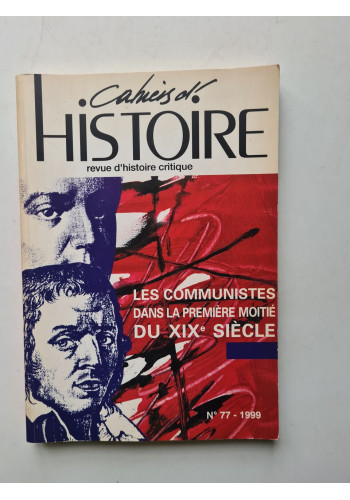 Cahiers d'
HISTOIRE
revue d'histoire critique
LES COMMUNISTES
DANS LA PREMIÈRE MOITIÉ
DU XIXe SIÈCLE
N° 77 - 1999